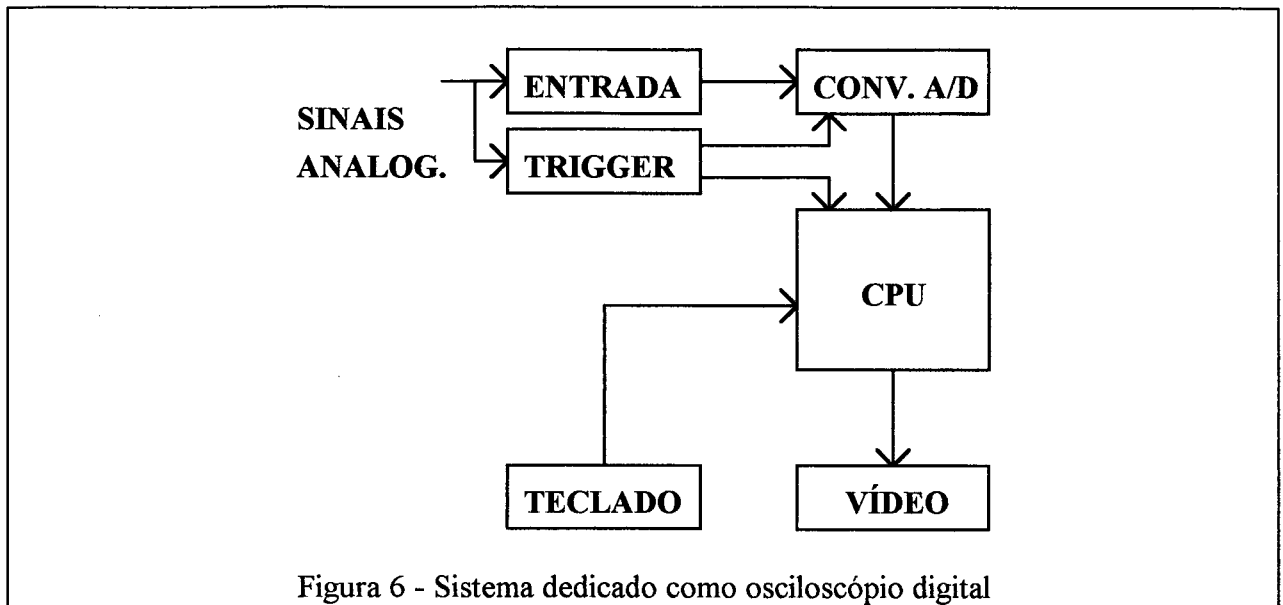 ENTRADA
CONV. A/D
SINAIS
ANALOG.
TRIGGER
CPU
TECLADO
VÍDEO
Figura 6 - Sistema dedicado como osciloscópio digital